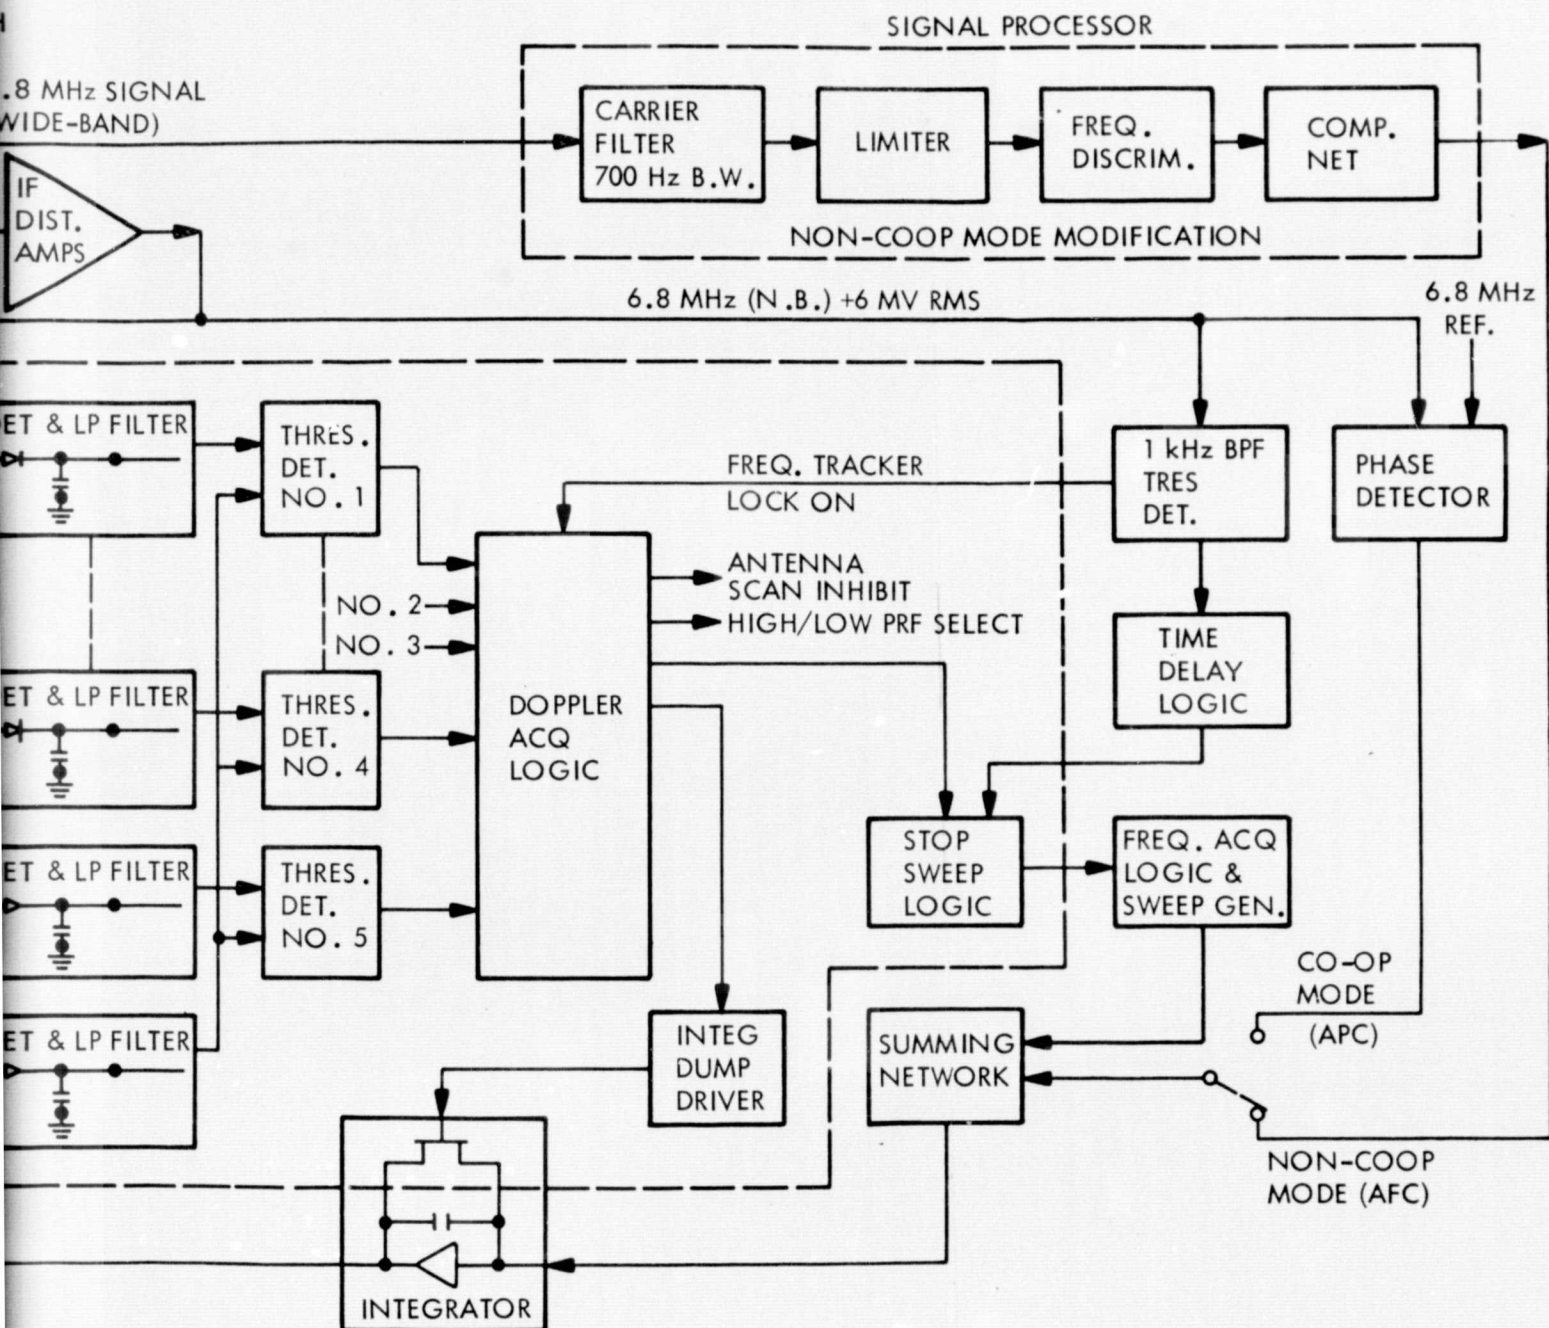 SIGNAL PROCESSOR
.8 MHz SIGNAL
WIDE-BAND)
CARRIER
FILTER
700 Hz B.W.
LIMITER
FREQ.
DISCRIM.
COMP.
NET
NON-COOP MODE MODIFICATION
IF
DIST.
AMPS
6.8 MHz (N.B.) +6 MV RMS
6.8 MHz
REF.
ET & LP FILTER
THRES.
DET.
NO. 1
FREQ. TRACKER
LOCK ON
1 kHz BPF
TRES
DET.
PHASE
DETECTOR
ANTENNA
SCAN INHIBIT
HIGH/LOW PRF SELECT
NO. 2
NO. 3
TIME
DELAY
LOGIC
ET & LP FILTER
THRES.
DET.
NO. 4
DOPPLER
ACQ
LOGIC
STOP
SWEEP
LOGIC
FREQ. ACQ
LOGIC &
SWEEP GEN.
ET & LP FILTER
THRES.
DET.
NO. 5
CO-OP
MODE
(APC)
ET & LP FILTER
INTEG
DUMP
DRIVER
SUMMING
NETWORK
NON-COOP
MODE (AFC)
INTEGRATOR